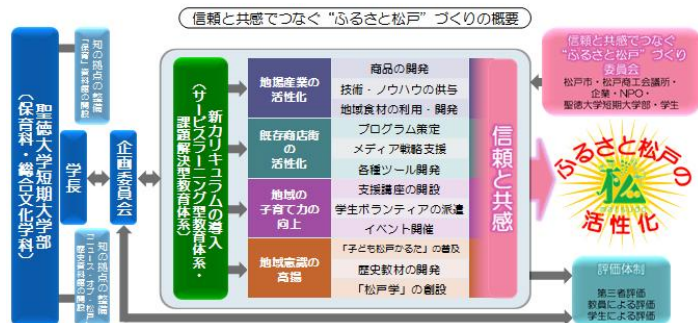 信頼と共感でつなぐ“ふるさと松戸”づくりの概要
聖徳大学短期大学部
（保育科・総合文化学科）
知の拠点の整備
「保育」資料館の開設
学長
知の拠点の整備
「ニュース・オブ・松戸」
歴史資料館の開設
企画委員会
新カリキュラムの導入
（サービスラーニング型教育体系・
課題解決型教育体系）
地場産業の
活性化
商品の開発
技術・ノウハウの供与
地域食材の利用・開発
既存商店街
の
活性化
プログラム策定
メディア戦略支援
各種ツール開発
地域の
子育て力の
向上
支援講座の開設
学生ボランティアの派遣
イベント開催
地域意識の
高揚
「子ども松戸かるた」の普及
歴史教材の開発
「松戸学」の創設
信頼と共感
信頼と共感でつなぐ
“ふるさと松戸”づくり
委員会
松戸市・松戸商工会議所・
企業・NPO・
聖徳大学短期大学部・学生
ふるさと松戸の
松
活性化
評価体制
第三者評価
教員による評価
学生による評価